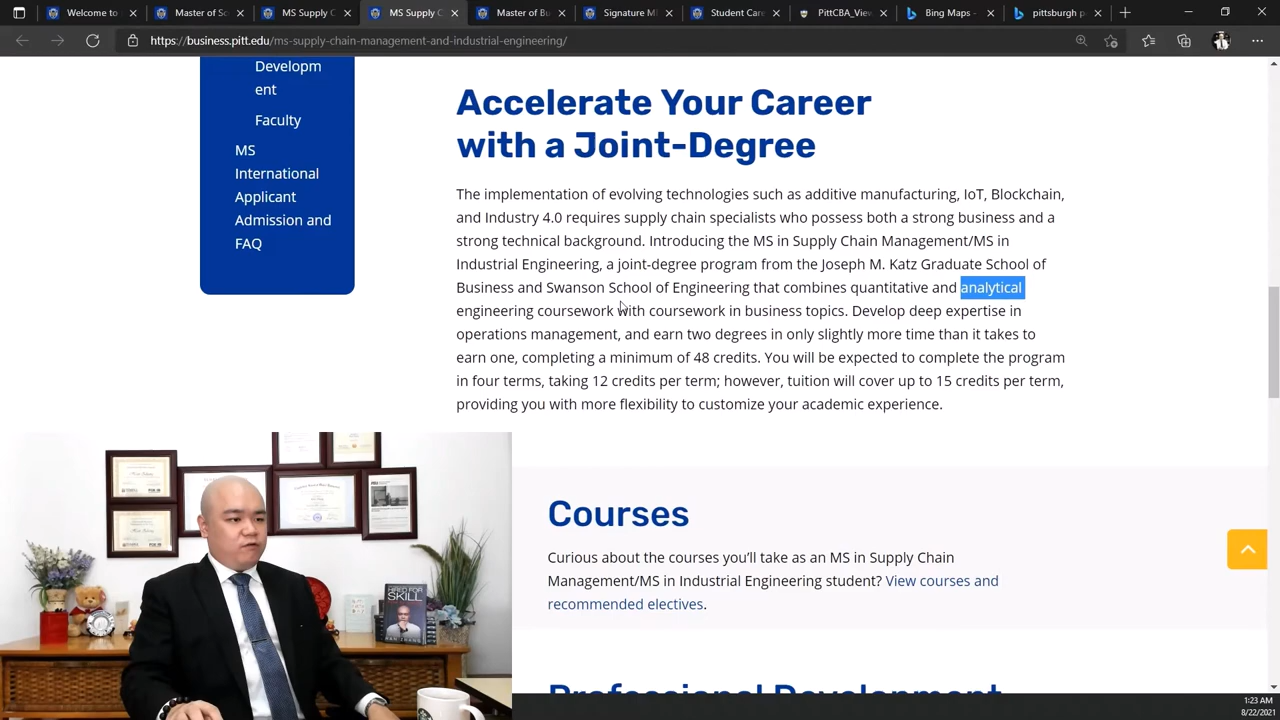 Welcome to
Master of Sc
MS Supply C
MS Supply C
Master of Bu
Signature M
Student Care
PittCBA_View
Bing Maps -
pittsburgh p
https://business.pitt.edu/ms-supply-chain-management-and-industrial-engineering/
Developm
ent
Faculty
MS
International
Applicant
Admission and
FAQ
Accelerate Your Career
with a Joint-Degree
The implementation of evolving technologies such as additive manufacturing, IoT, Blockchain,
and Industry 4.0 requires supply chain specialists who possess both a strong business and a
strong technical background. Introducing the MS in Supply Chain Management/MS in
Industrial Engineering, a joint-degree program from the Joseph M. Katz Graduate School of
Business and Swanson School of Engineering that combines quantitative and analytical
engineering coursework with coursework in business topics. Develop deep expertise in
operations management, and earn two degrees in only slightly more time than it takes to
earn one, completing a minimum of 48 credits. You will be expected to complete the program
in four terms, taking 12 credits per term; however, tuition will cover up to 15 credits per term,
providing you with more flexibility to customize your academic experience.
Courses
Curious about the courses you’ll take as an MS in Supply Chain
Management/MS in Industrial Engineering student? View courses and
recommended electives.
Professional Development
SKILL
1:23 AM
8/22/2021